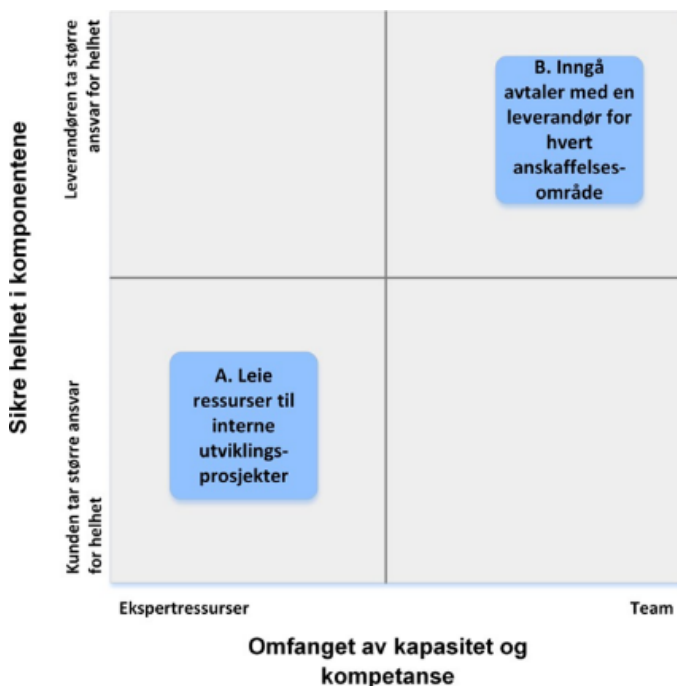 Sikre helhet i komponentene
Leverandøren ta større
ansvar for helhet
Kunden tar større ansvar
for helhet
B. Inngå
avtaler med en
leverandør for
hvert
anskaffelses-
område
A. Leie
ressurser til
interne
utviklings-
prosjekter
Ekspertressurser
Team
Omfanget av kapasitet og
kompetanse